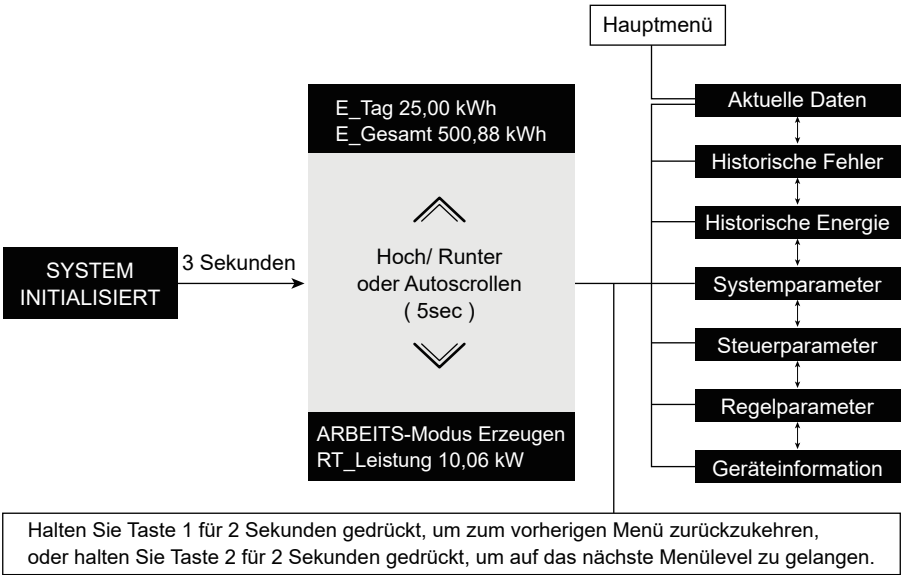 Hauptmenü
E_Tag 25,00 kWh
E_Gesamt 500,88 kWh
Aktuelle Daten
Historische Fehler
Historische Energie
SYSTEM
INITIALISIERT
3 Sekunden
Hoch/ Runter
oder Autoscrollen
( 5sec )
Systemparameter
Steuerparameter
Regelparameter
Geräteinformation
ARBEITS-Modus Erzeugen
RT_Leistung 10,06 kW
Halten Sie Taste 1 für 2 Sekunden gedrückt, um zum vorherigen Menü zurückzukehren,
oder halten Sie Taste 2 für 2 Sekunden gedrückt, um auf das nächste Menülevel zu gelangen.